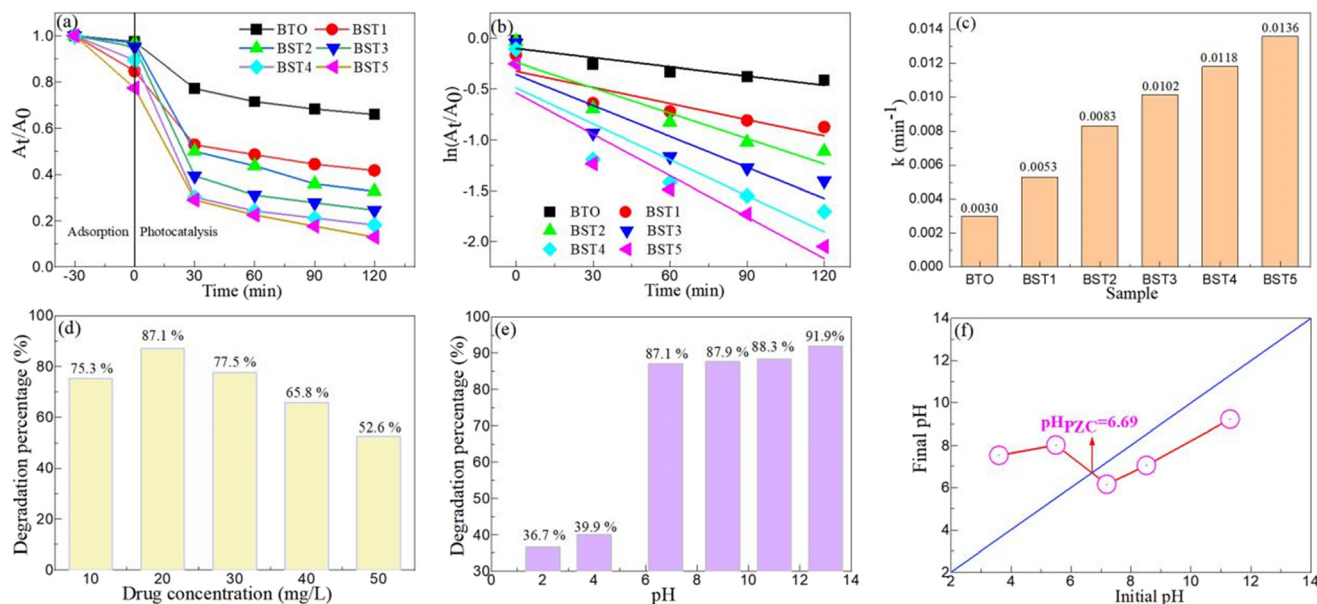 (a)
BTO
BST1
BST2
BST3
BST4
BST5
1.0
0.8
0.6
0.4
0.2
0.0
At/A0
Adsorption
Photocatalysis
-30 0 30 60 90 120
Time (min)
(b)
0.0
-0.5
-1.0
-1.5
-2.0
ln(At/A0)
BTO
BST1
BST2
BST3
BST4
BST5
0 30 60 90 120
Time (min)
(c)
0.014
0.012
0.010
0.008
0.006
0.004
0.002
0.000
k (min-1)
0.0030
0.0053
0.0083
0.0102
0.0118
0.0136
BTO BST1 BST2 BST3 BST4 BST5
Sample
(d)
100
80
60
40
20
0
Degradation percentage (%)
75.3 %
87.1 %
77.5 %
65.8 %
52.6 %
10 20 30 40 50
Drug concentration (mg/L)
(e)
100
90
80
70
60
50
40
30
Degradation percentage (%)
36.7 %
39.9 %
87.1 %
87.9 %
88.3 %
91.9%
0 2 4 6 8 10 12 14
pH
(f)
14
12
10
8
6
4
2
Final pH
pHPZC=6.69
2 4 6 8 10 12 14
Initial pH